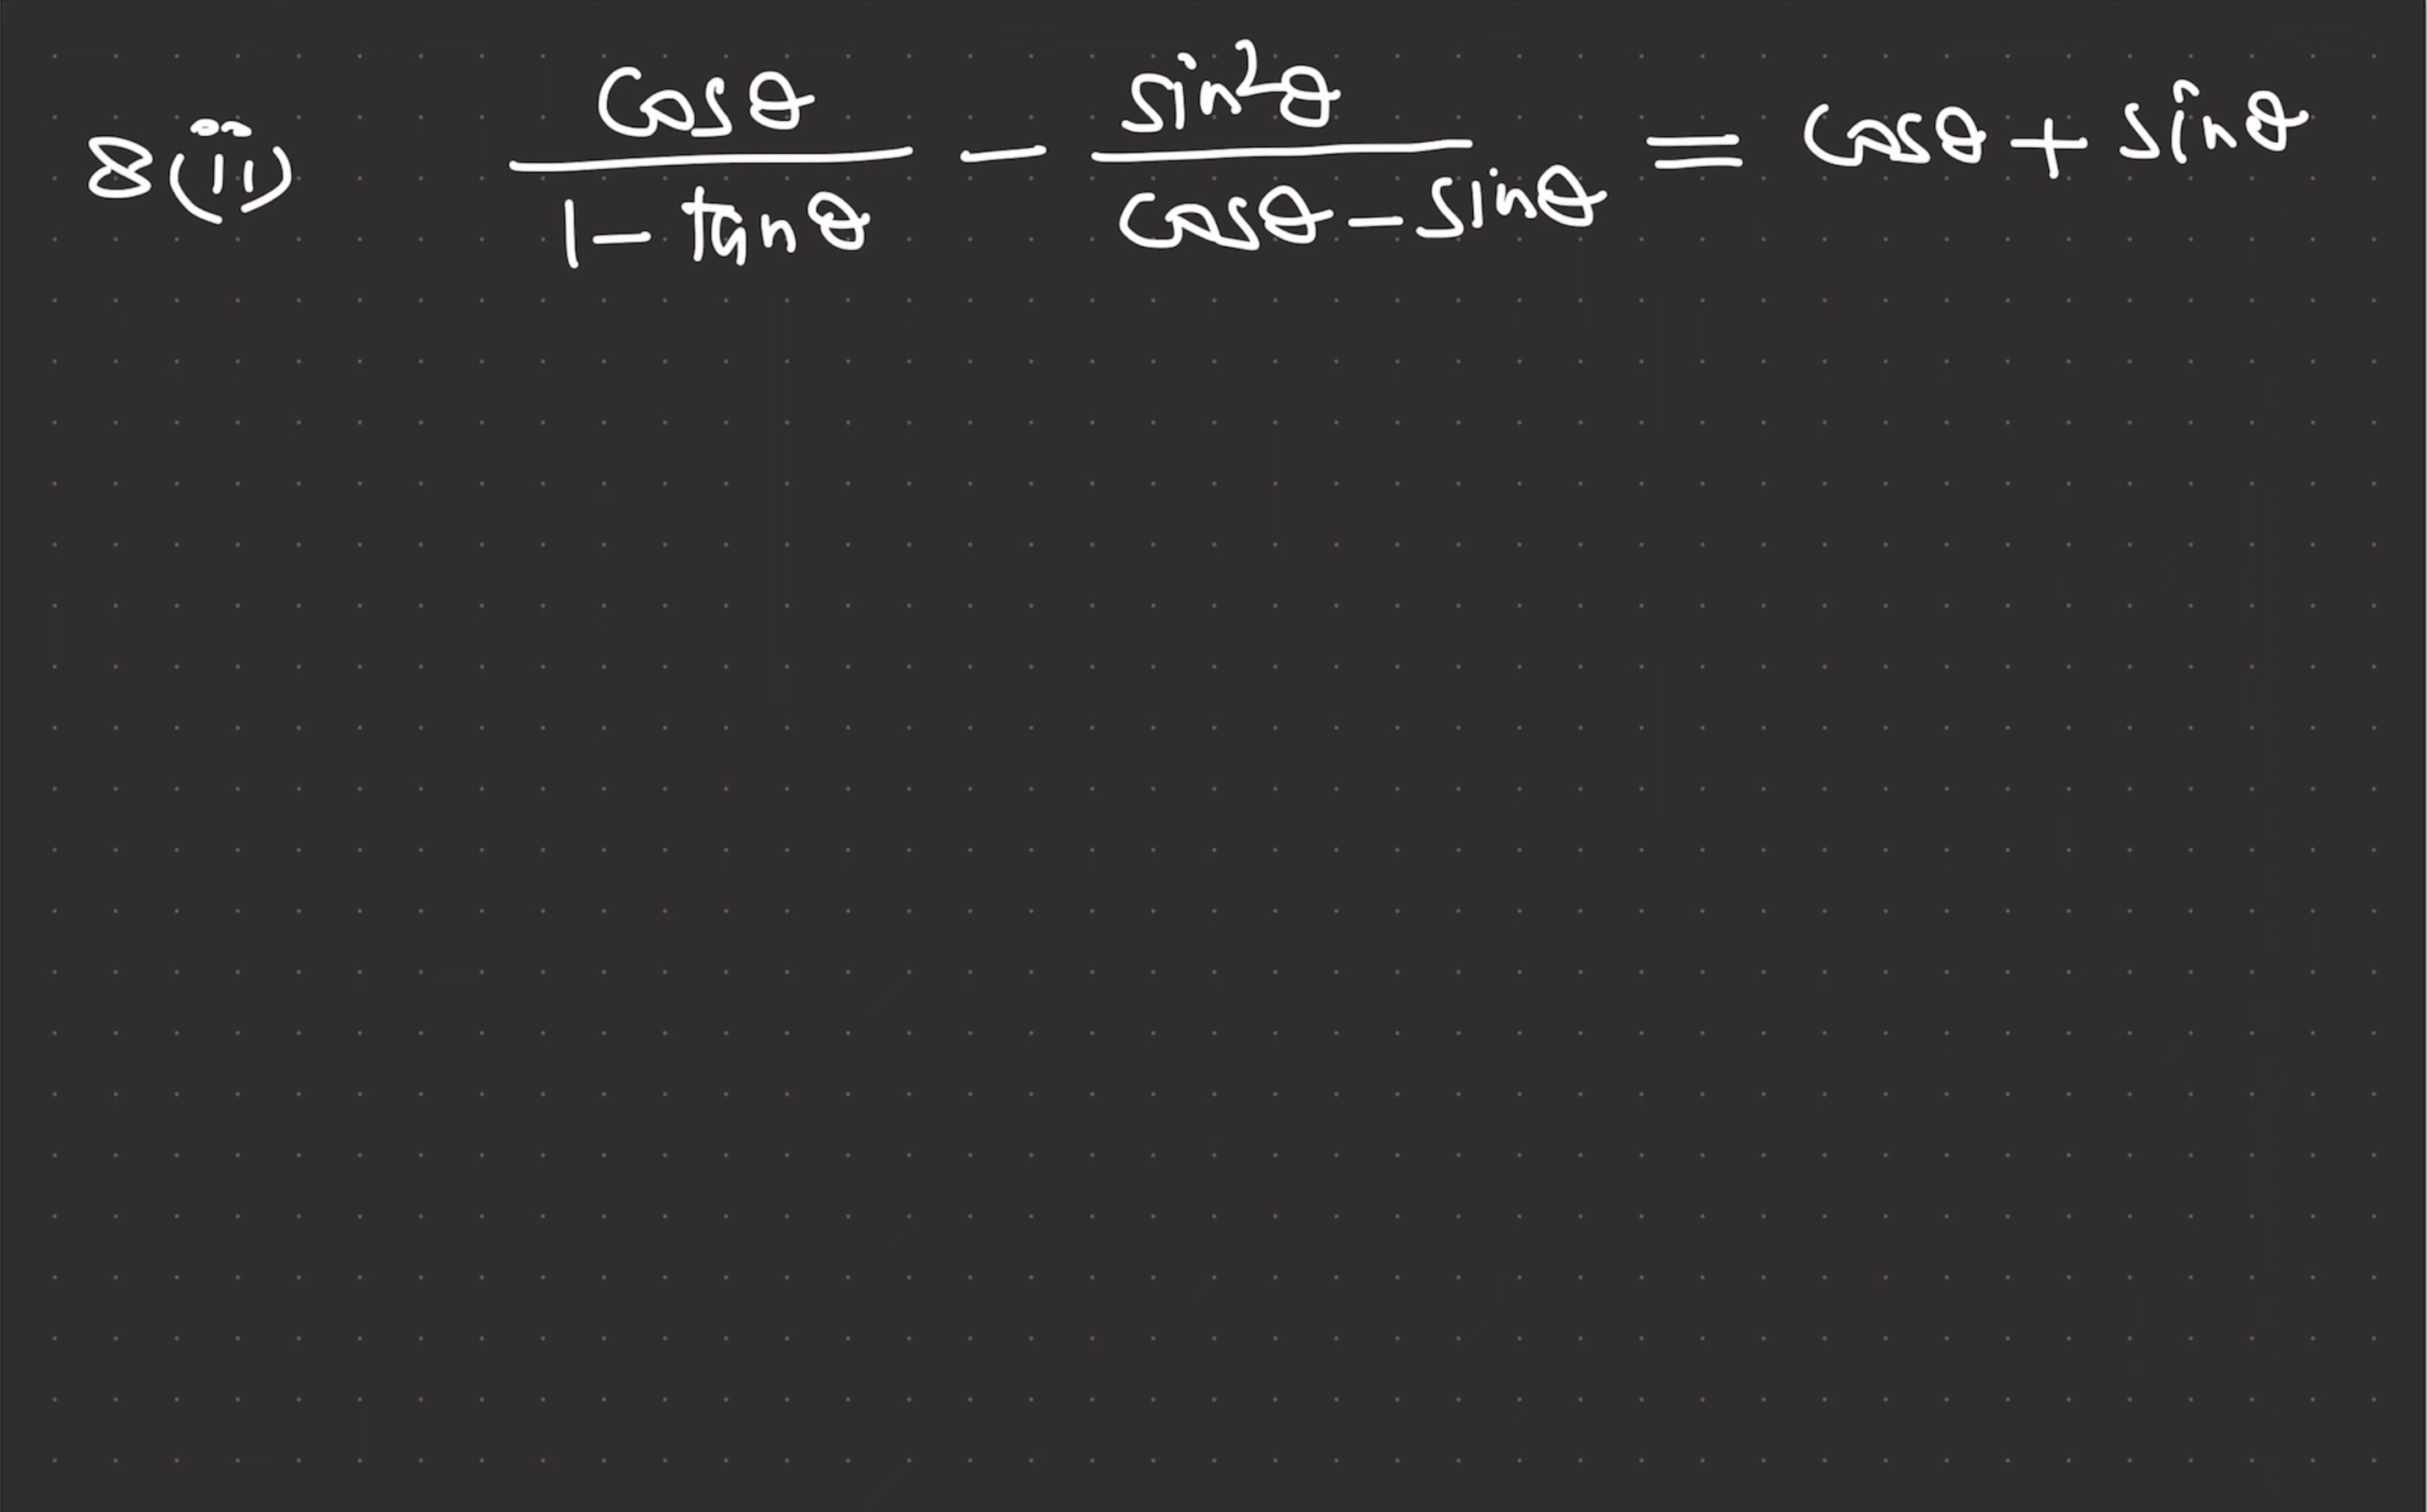 8(ii) cosθ/(1 - tanθ) - sin²θ/(cosθ - sinθ) = cosθ + sinθ